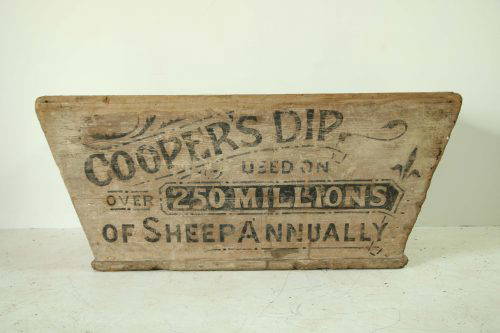 COOPER'S DIP
USED ON
OVER 250 MILLIONS
OF SHEEP ANNUALLY